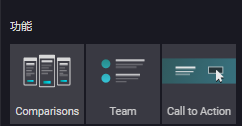 功能
Comparisons
Team
Call to Action